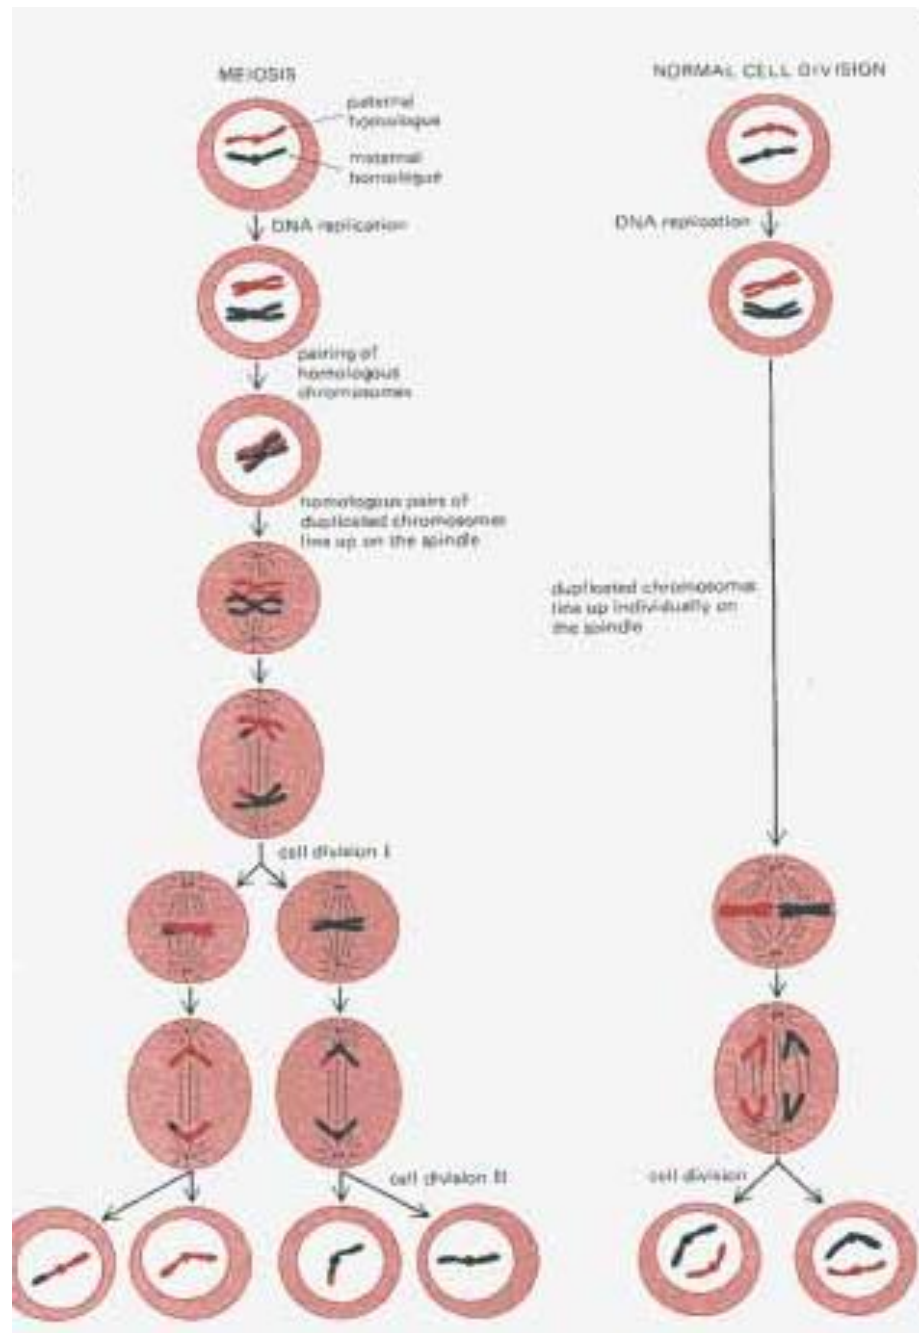 MEIOSIS
paternal
homologue
maternal
homologue
DNA replication
pairing of
homologous
chromosomes
homologous pairs of
duplicated chromosomes
line up on the spindle
cell division I
cell division II
NORMAL CELL DIVISION
DNA replication
duplicated chromosomes
line up individually on
the spindle
cell division